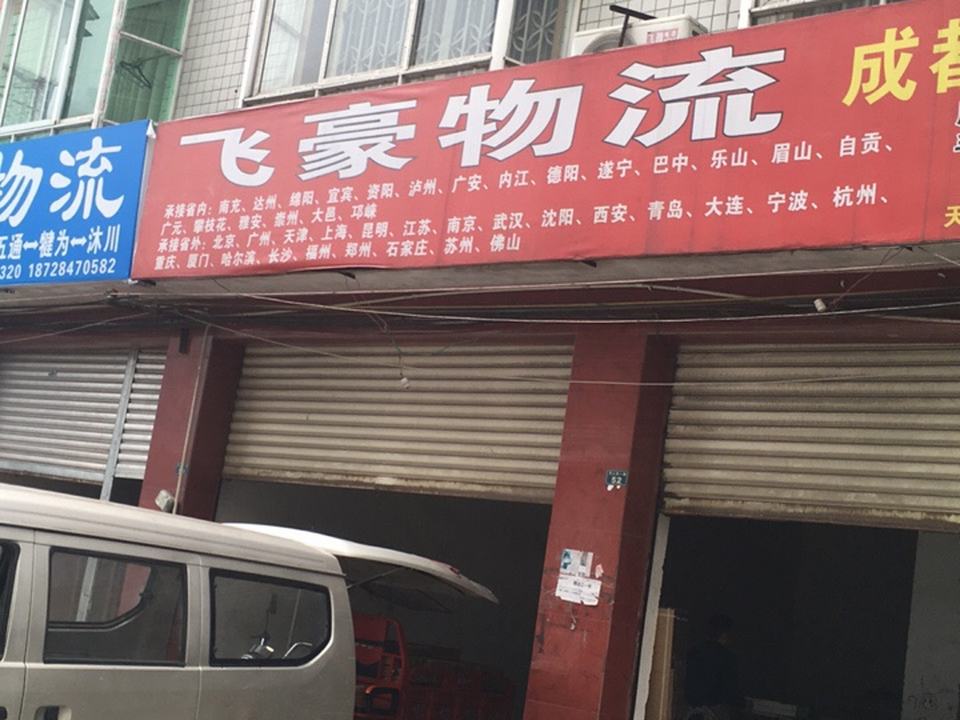 物流
五通一犍为一沐川
320 18728470582
飞豪物流
承接省内：南充、达州、绵阳、宜宾、资阳、泸州、广安、内江、德阳、遂宁、巴中、乐山、眉山、自贡、
广元、攀枝花、雅安、崇州、大邑、邛崃
承接省外：北京、广州、天津、上海、昆明、江苏、南京、武汉、沈阳、西安、青岛、大连、宁波、杭州、
重庆、厦门、哈尔滨、长沙、福州、郑州、石家庄、苏州、佛山
成都
天
52